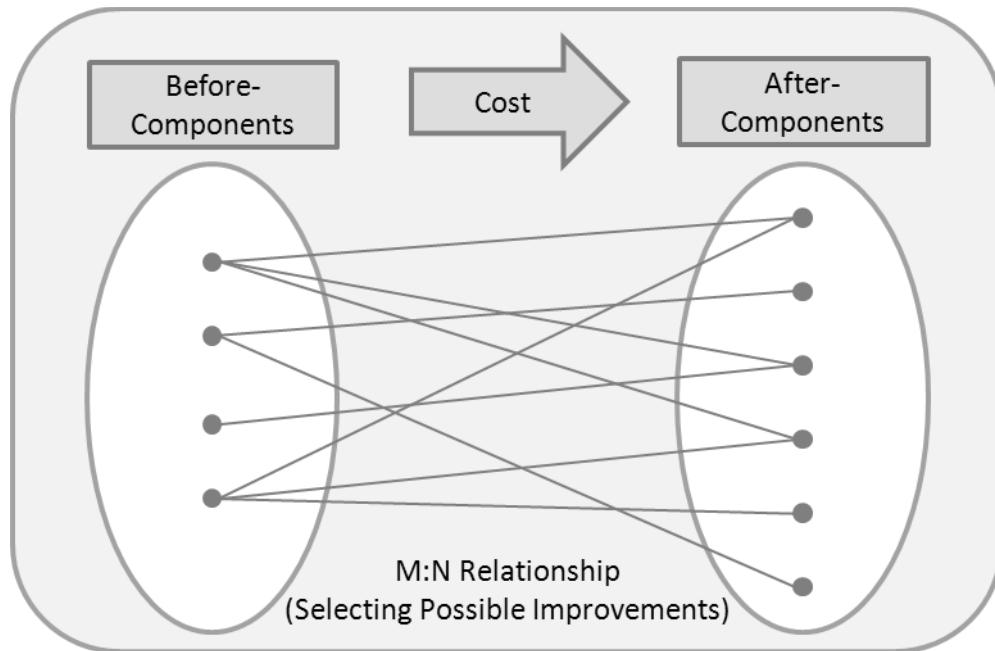 Before-
Components
Cost
After-
Components
M:N Relationship
(Selecting Possible Improvements)